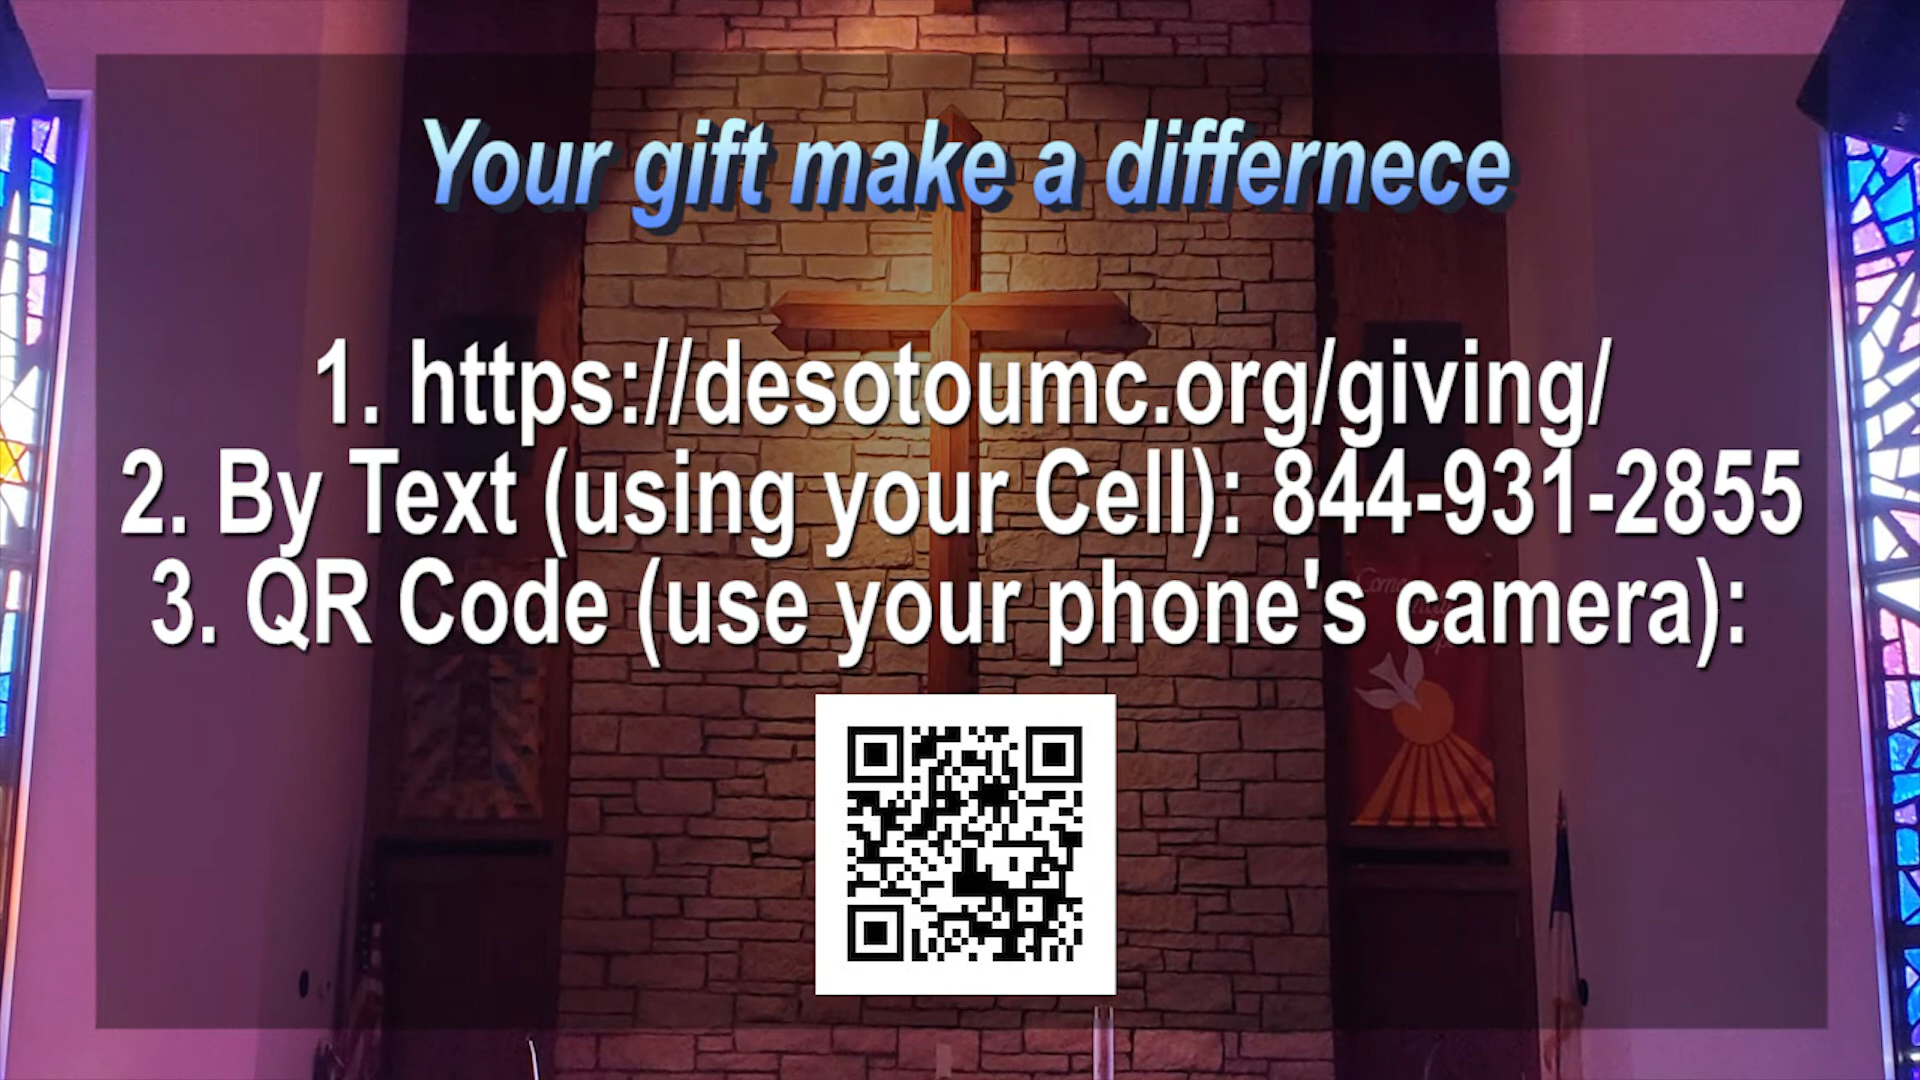 Your gift make a differnece
1. https://desotoumc.org/giving/
2. By Text (using your Cell): 844-931-2855
3. QR Code (use your phone's camera):
Come